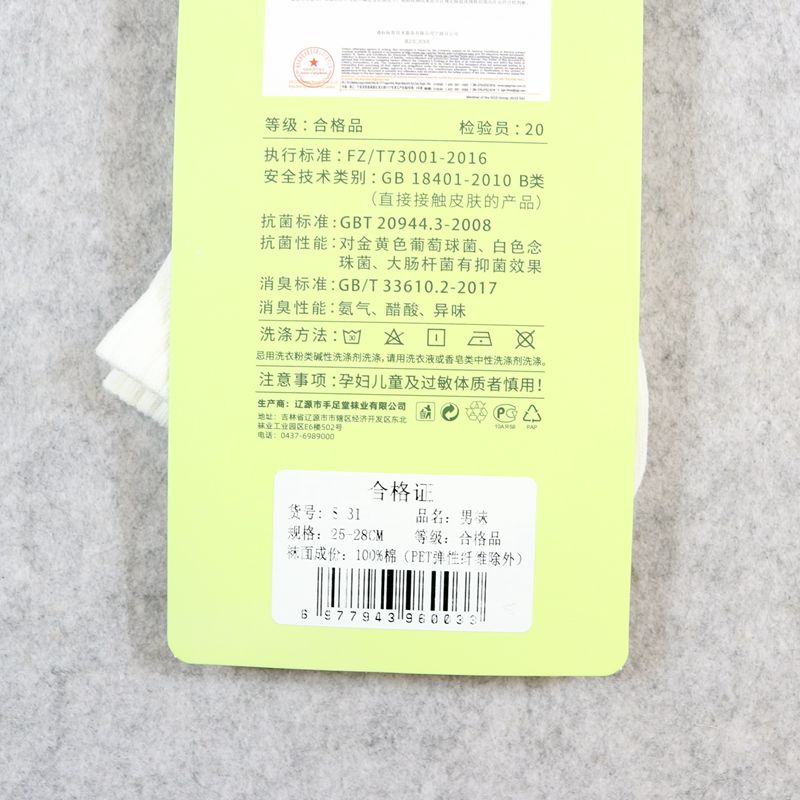 等级：合格品 检验员：20
执行标准：FZ/T73001-2016
安全技术类别：GB 18401-2010 B类
（直接接触皮肤的产品）
抗菌标准：GBT 20944.3-2008
抗菌性能：对金黄色葡萄球菌、白色念
珠菌、大肠杆菌有抑菌效果
消臭标准：GB/T 33610.2-2017
消臭性能：氨气、醋酸、异味
洗涤方法：
忌用洗衣粉类碱性洗涤剂洗涤，请用洗衣液或香皂类中性洗涤剂洗涤。
注意事项：孕妇儿童及过敏体质者慎用！
生产商：辽源市手足堂袜业有限公司
地址：吉林省辽源市市辖区经济开发区东北
袜业工业园区E6楼502号
电话：0437-6989000
PAP
合格证
货号：S 31 品名：男袜
规格：25-28CM 等级：合格品
袜面成份：100%棉（PET弹性纤维除外）
6 977943 960033